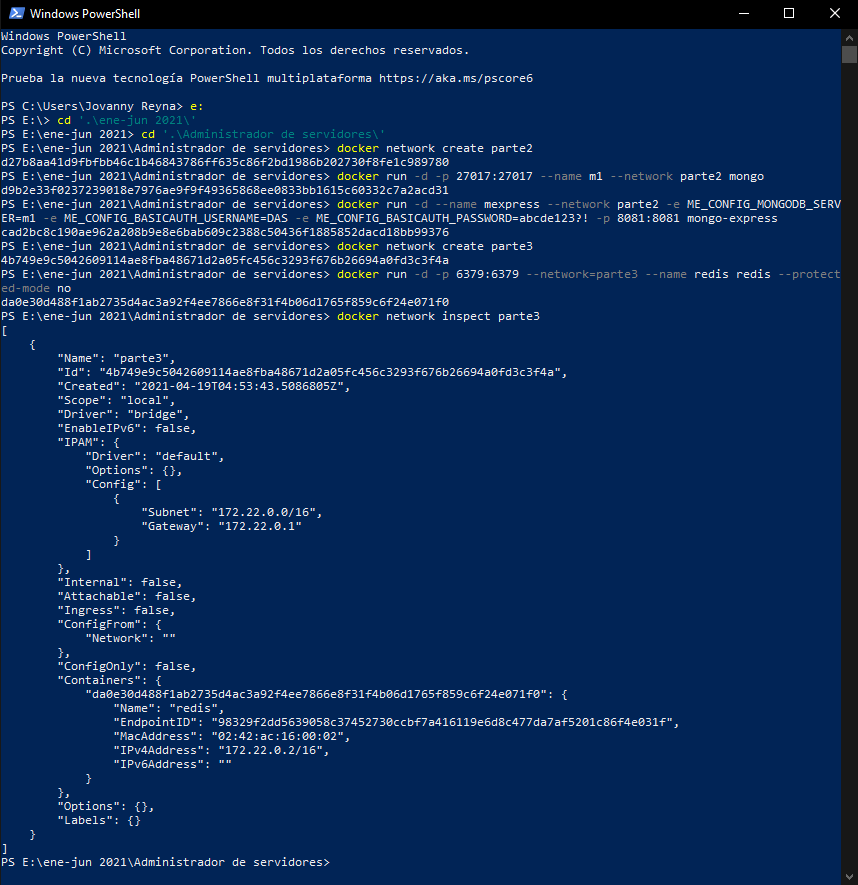 Windows PowerShell
Windows PowerShell
Copyright (C) Microsoft Corporation. Todos los derechos reservados.
Prueba la nueva tecnología PowerShell multiplataforma https://aka.ms/pscore6
PS C:\Users\Jovanny Reyna> e:
PS E:\> cd '.\ene-jun 2021\'
PS E:\ene-jun 2021> cd '.\Administrador de servidores\'
PS E:\ene-jun 2021\Administrador de servidores> docker network create parte2
d27b8aa41d9fbfbb46c1b46843786ff635c86f2bd1986b202730f8fe1c989780
PS E:\ene-jun 2021\Administrador de servidores> docker run -d -p 27017:27017 --name m1 --network parte2 mongo
d9b2e33f0237239018e7976ae9f9f49365868ee0833bb1615c60332c7a2acd31
PS E:\ene-jun 2021\Administrador de servidores> docker run -d --name mexpress --network parte2 -e ME_CONFIG_MONGODB_SERV
ER=m1 -e ME_CONFIG_BASICAUTH_USERNAME=DAS -e ME_CONFIG_BASICAUTH_PASSWORD=abcde123?! -p 8081:8081 mongo-express
cad2bc8c190ae962a208b9e8e6bab609c2388c50436f1885852dacd18bb99376
PS E:\ene-jun 2021\Administrador de servidores> docker network create parte3
4b749e9c5042609114ae8fba48671d2a05fc456c3293f676b26694a0fd3c3f4a
PS E:\ene-jun 2021\Administrador de servidores> docker run -d -p 6379:6379 --network=parte3 --name redis redis --protect
ed-mode no
da0e30d488f1ab2735d4ac3a92f4ee7866e8f31f4b06d1765f859c6f24e071f0
PS E:\ene-jun 2021\Administrador de servidores> docker network inspect parte3
[
    {
        "Name": "parte3",
        "Id": "4b749e9c5042609114ae8fba48671d2a05fc456c3293f676b26694a0fd3c3f4a",
        "Created": "2021-04-19T04:53:43.5086805Z",
        "Scope": "local",
        "Driver": "bridge",
        "EnableIPv6": false,
        "IPAM": {
            "Driver": "default",
            "Options": {},
            "Config": [
                {
                    "Subnet": "172.22.0.0/16",
                    "Gateway": "172.22.0.1"
                }
            ]
        },
        "Internal": false,
        "Attachable": false,
        "Ingress": false,
        "ConfigFrom": {
            "Network": ""
        },
        "ConfigOnly": false,
        "Containers": {
            "da0e30d488f1ab2735d4ac3a92f4ee7866e8f31f4b06d1765f859c6f24e071f0": {
                "Name": "redis",
                "EndpointID": "98329f2dd5639058c37452730ccbf7a416119e6d8c477da7af5201c86f4e031f",
                "MacAddress": "02:42:ac:16:00:02",
                "IPv4Address": "172.22.0.2/16",
                "IPv6Address": ""
            }
        },
        "Options": {},
        "Labels": {}
    }
]
PS E:\ene-jun 2021\Administrador de servidores>